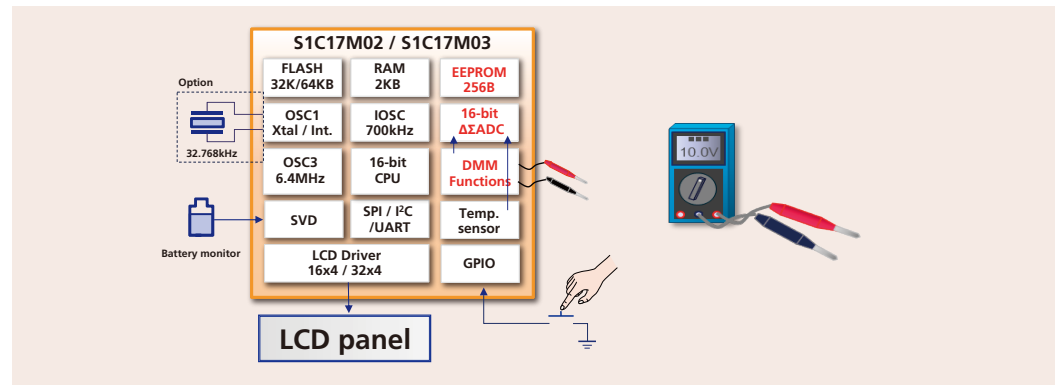 S1C17M02 / S1C17M03
FLASH
32K/64KB
RAM
2KB
EEPROM
256B
Option
OSC1
Xtal / Int.
IOSC
700kHz
16-bit
ΔΣADC
32.768kHz
OSC3
6.4MHz
16-bit
CPU
DMM
Functions
10.0V
SVD
SPI / I²C
/UART
Temp.
sensor
Battery monitor
LCD Driver
16x4 / 32x4
GPIO
LCD panel